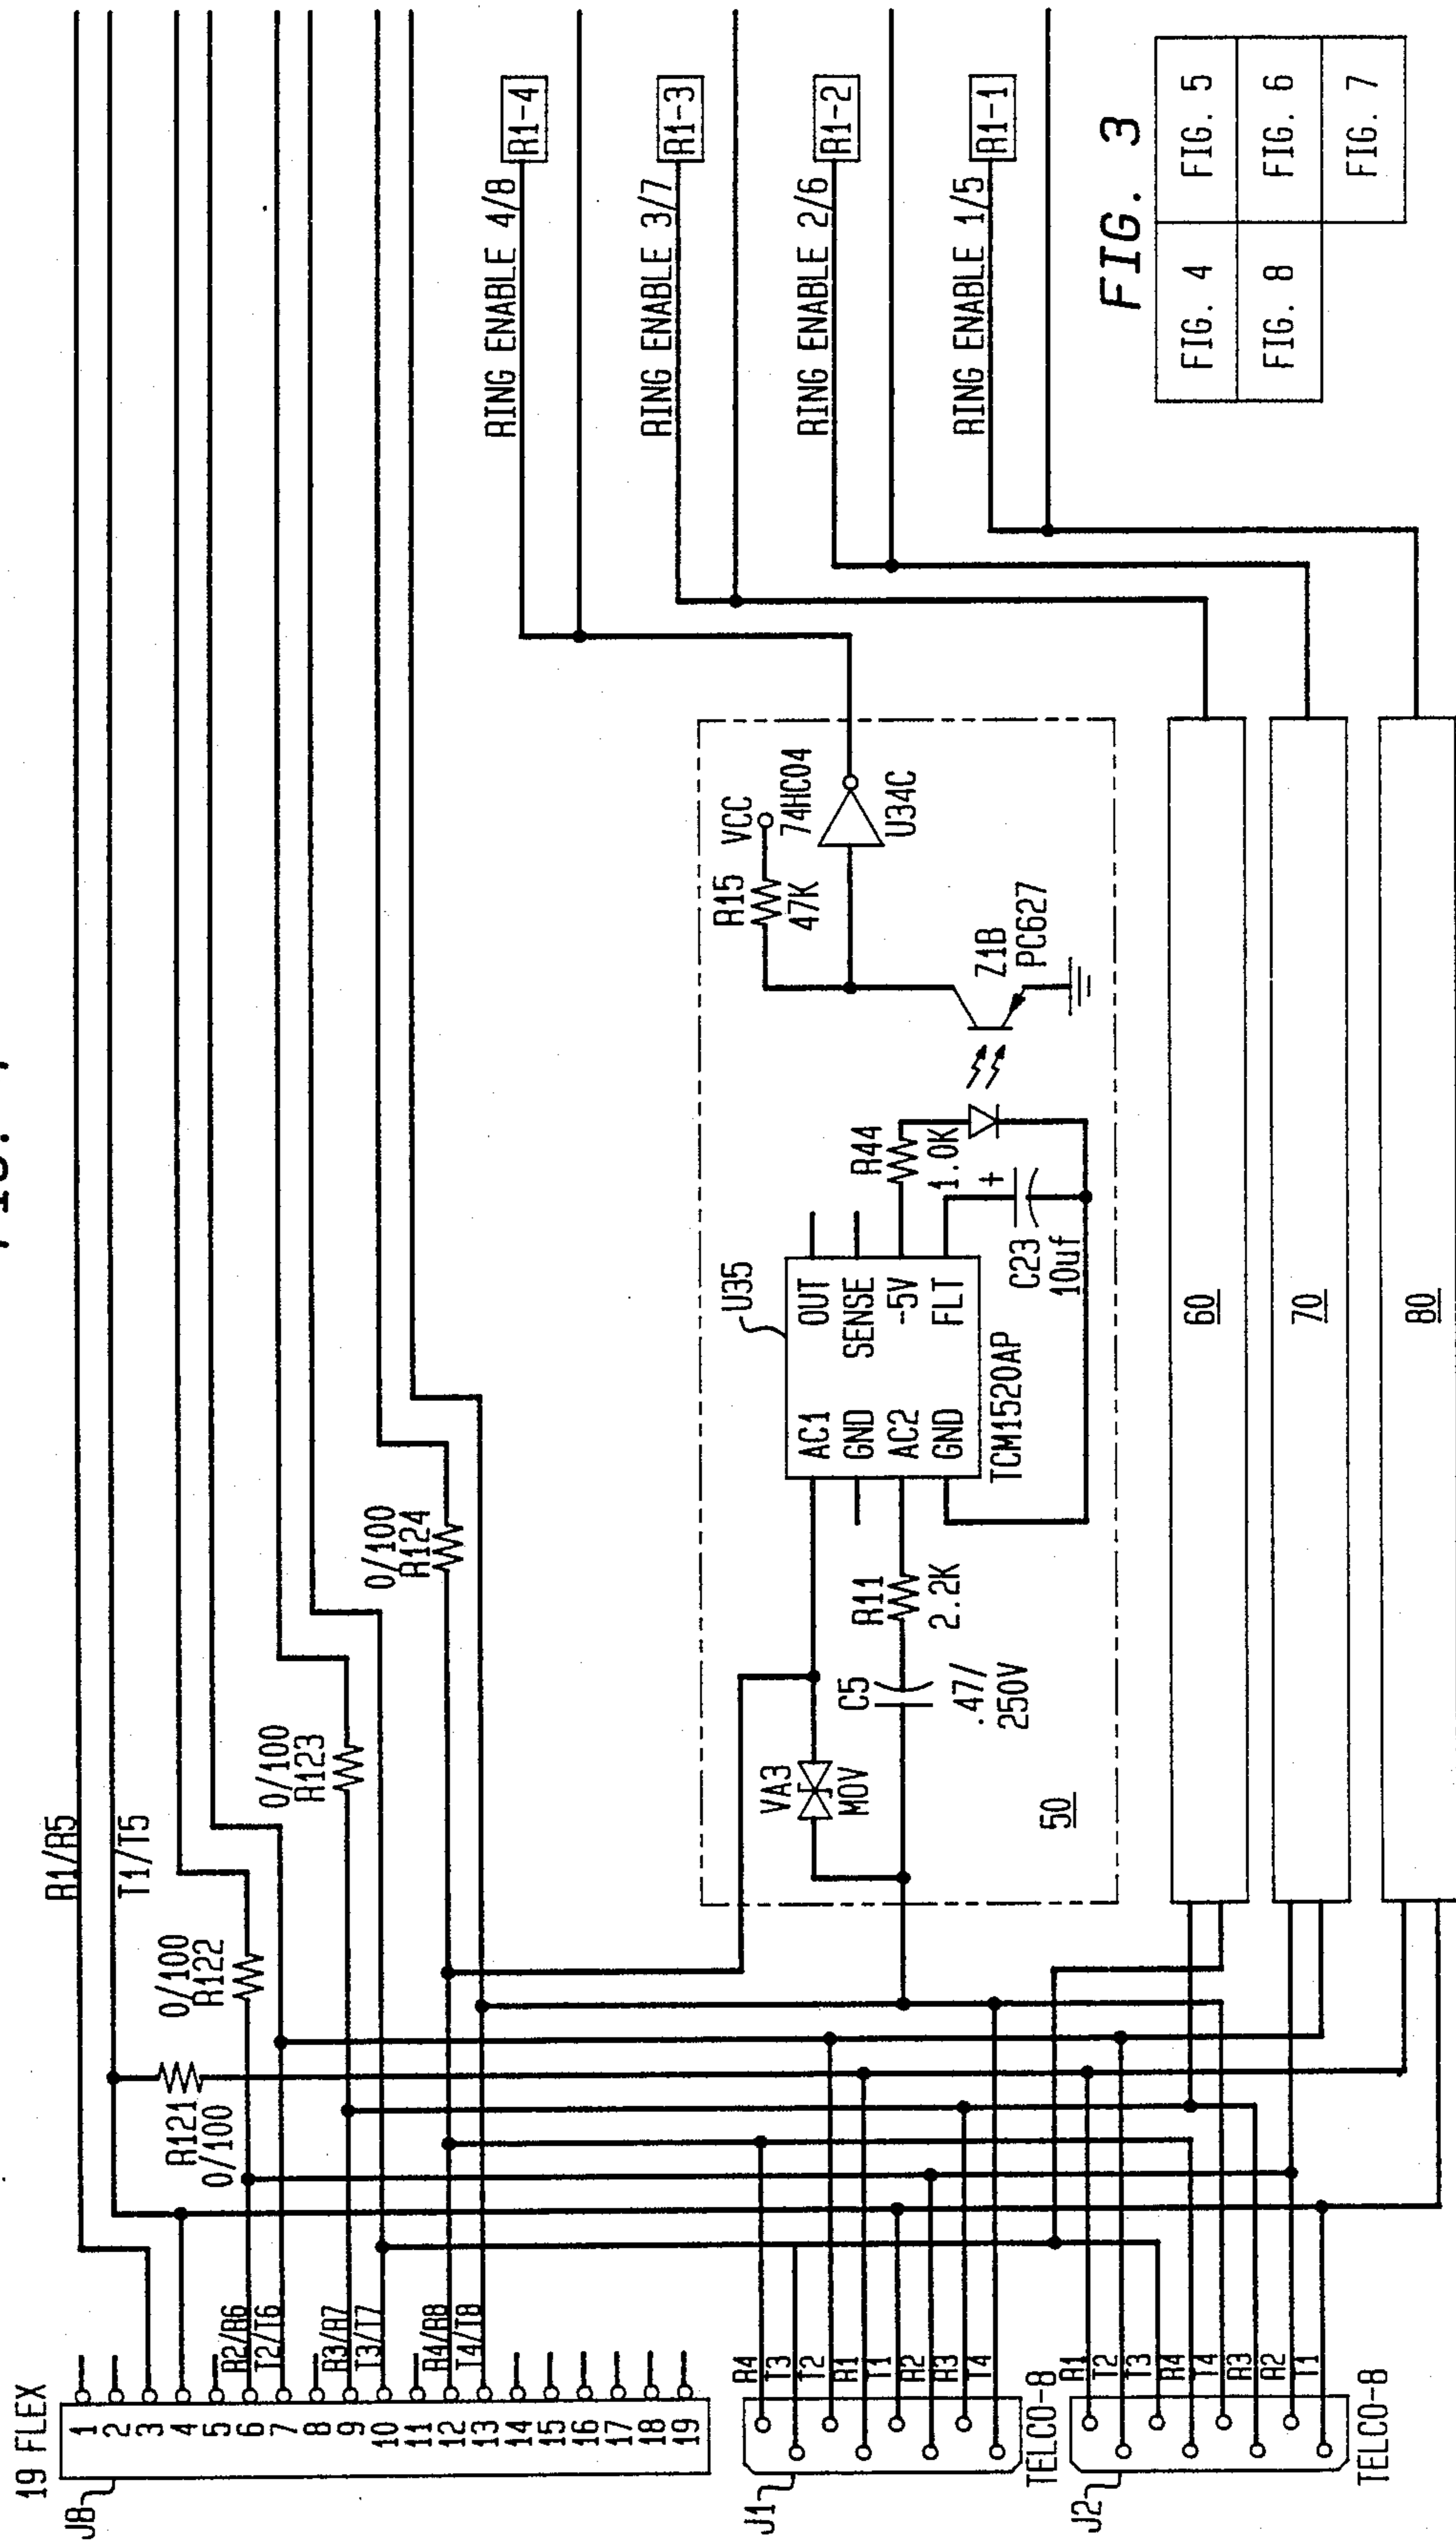 19 FLEX
J8
1
2
3
4
5
6
7
8
9
10
11
12
13
14
15
16
17
18
19
R2/R6
T2/T6
R3/R7
T3/T7
R4/R8
T4/T8
R1/R5
T1/T5
R121
0/100
0/100
R122
0/100
R123
0/100
R124
J1
R4
T3
T2
R1
T1
R2
R3
T4
TELCO-8
J2
R1
T2
T3
R4
T4
R3
R2
T1
TELCO-8
50
VA3
MOV
C5
.47/
250V
R11
2.2K
U35
AC1
GND
AC2
GND
OUT
SENSE
-5V
FLT
TCM1520AP
R44
1.0K
+
C23
10uf
Z1B
PC627
R15
47K
VCC
74HC04
U34C
60
70
80
RING ENABLE 4/8
R1-4
RING ENABLE 3/7
R1-3
RING ENABLE 2/6
R1-2
RING ENABLE 1/5
R1-1
FIG. 3
FIG. 4
FIG. 5
FIG. 8
FIG. 6
FIG. 7